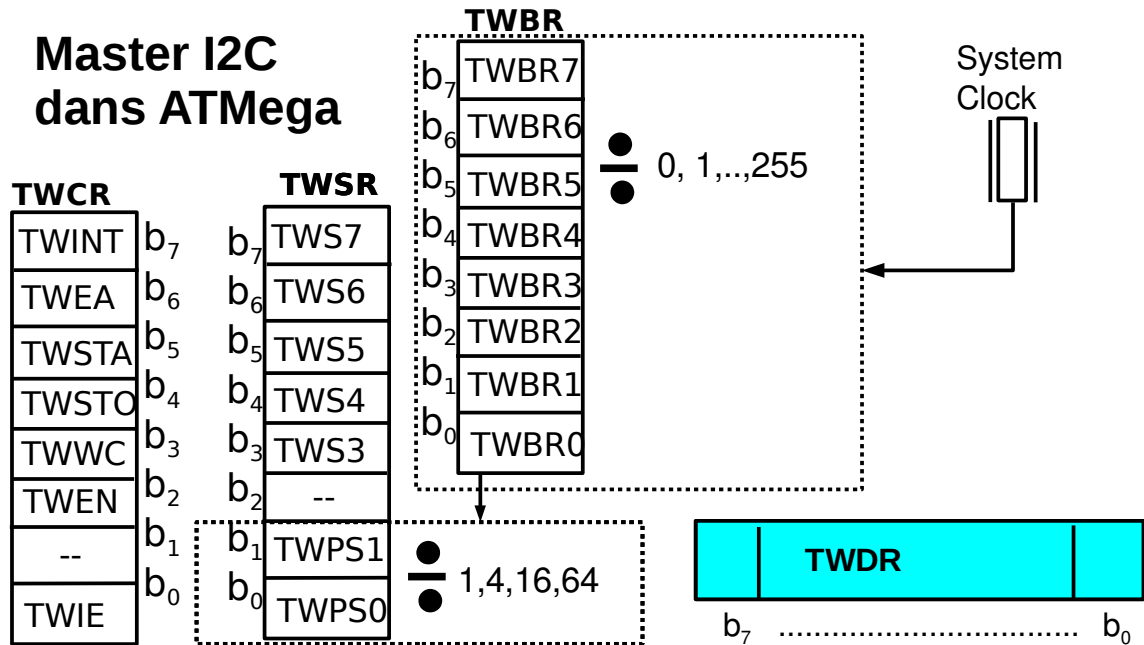 Master I2C
dans ATMega
TWBR
b7 TWBR7
b6 TWBR6
b5 TWBR5
b4 TWBR4
b3 TWBR3
b2 TWBR2
b1 TWBR1
b0 TWBR0
÷ 0, 1,..,255
System
Clock
TWCR
TWINT b7
TWEA b6
TWSTA b5
TWSTO b4
TWWC b3
TWEN b2
-- b1
TWIE b0
TWSR
b7 TWS7
b6 TWS6
b5 TWS5
b4 TWS4
b3 TWS3
b2 --
b1 TWPS1
b0 TWPS0
÷ 1,4,16,64
TWDR
b7 ................................ b0